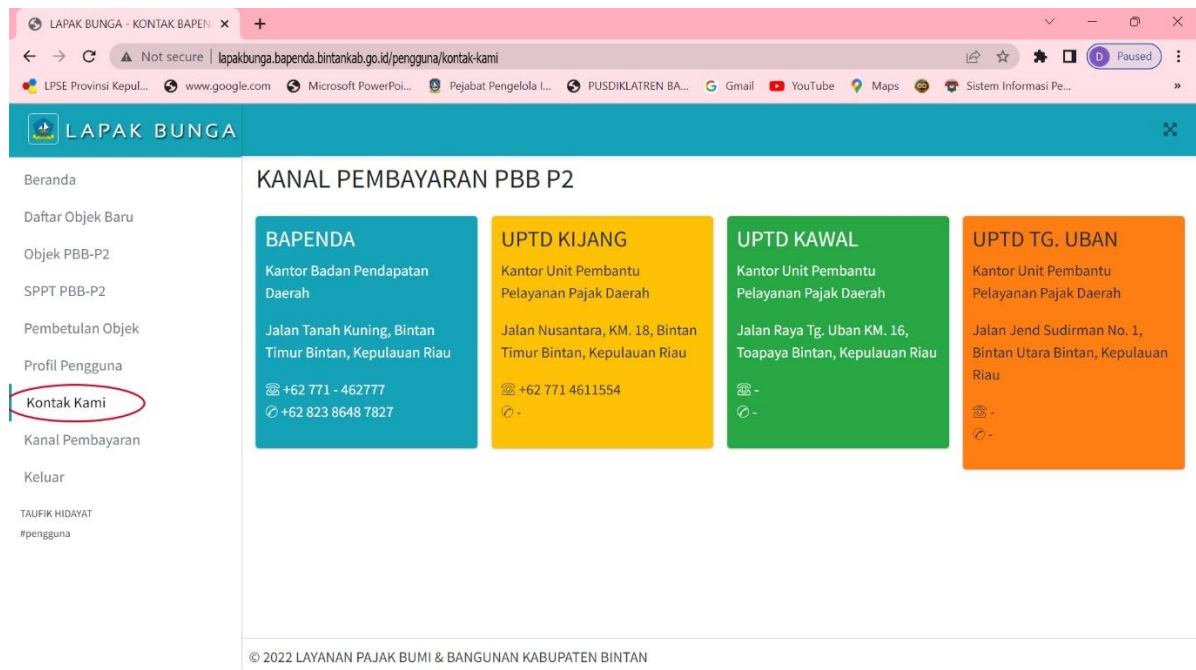 LAPAK BUNGA - KONTAK BAPEN
Not secure | lapakbunga.bapenda.bintankab.go.id/pengguna/kontak-kami
D Paused
LPSE Provinsi Kepul... www.google.com Microsoft PowerPoi... Pejabat Pengelola I... PUSDIKLATREN BA... Gmail YouTube Maps Sistem Informasi Pe... »
LAPAK BUNGA
Beranda
Daftar Objek Baru
Objek PBB-P2
SPPT PBB-P2
Pembetulan Objek
Profil Pengguna
Kontak Kami
Kanal Pembayaran
Keluar
TAUFIK HIDAYAT
#pengguna
KANAL PEMBAYARAN PBB P2
BAPENDA
Kantor Badan Pendapatan
Daerah
Jalan Tanah Kuning, Bintan
Timur Bintan, Kepulauan Riau
☏ +62 771 - 462777
✆ +62 823 8648 7827
UPTD KIJANG
Kantor Unit Pembantu
Pelayanan Pajak Daerah
Jalan Nusantara, KM. 18, Bintan
Timur Bintan, Kepulauan Riau
☏ +62 771 4611554
✆ -
UPTD KAWAL
Kantor Unit Pembantu
Pelayanan Pajak Daerah
Jalan Raya Tg. Uban KM. 16,
Toapaya Bintan, Kepulauan Riau
☏ -
✆ -
UPTD TG. UBAN
Kantor Unit Pembantu
Pelayanan Pajak Daerah
Jalan Jend Sudirman No. 1,
Bintan Utara Bintan, Kepulauan
Riau
☏ -
✆ -
© 2022 LAYANAN PAJAK BUMI & BANGUNAN KABUPATEN BINTAN